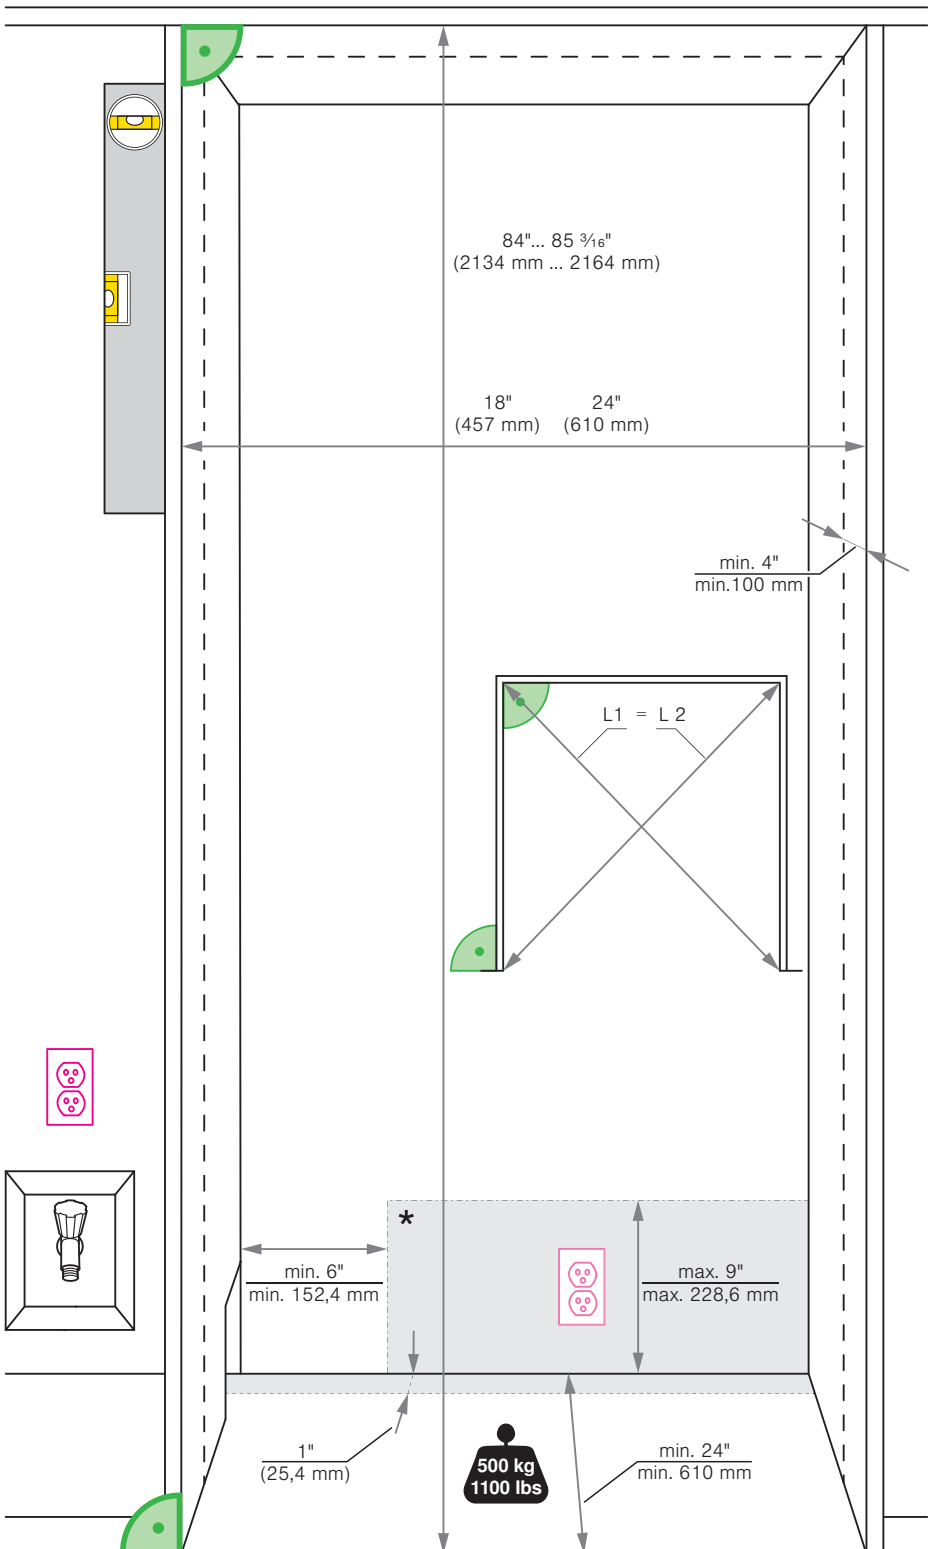 84"... 85 ³⁄₁₆"
(2134 mm ... 2164 mm)
18" 24"
(457 mm) (610 mm)
min. 4"
min.100 mm
L1 = L 2
*
min. 6"
min. 152,4 mm
max. 9"
max. 228,6 mm
1"
(25,4 mm)
500 kg
1100 lbs
min. 24"
min. 610 mm